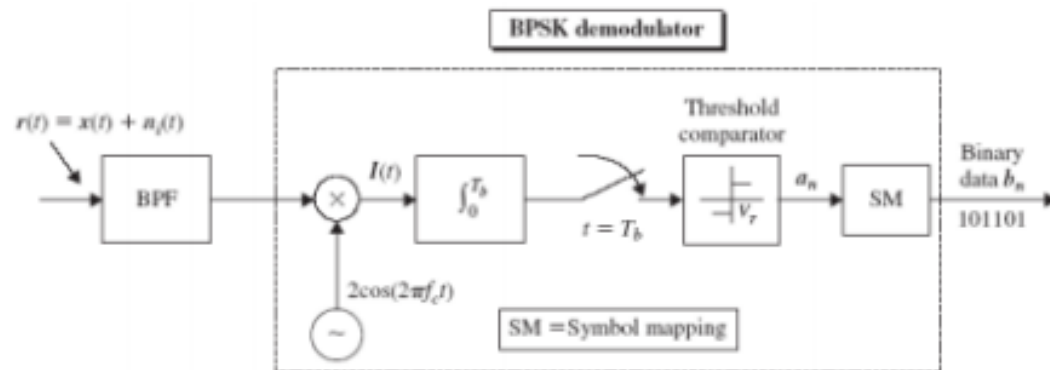 BPSK demodulator
r(t) = x(t) + n_i(t)
BPF
×
I(t)
∫_0^{T_b}
t = T_b
Threshold
comparator
V_T
a_n
SM
Binary
data b_n
101101
2cos(2πf_c t)
~
SM = Symbol mapping